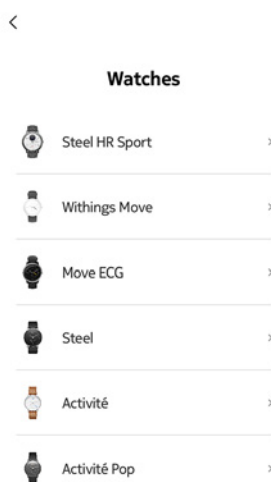 Watches
Steel HR Sport
Withings Move
Move ECG
Steel
Activité
Activité Pop